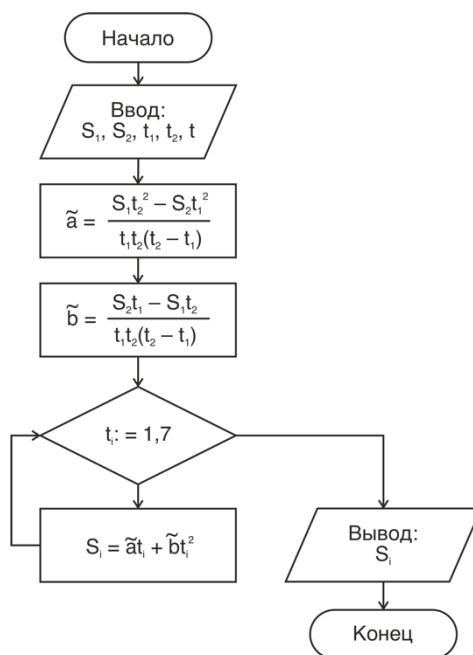 Начало
Ввод:
S₁, S₂, t₁, t₂, t
ã = (S₁t₂² – S₂t₁²) / (t₁t₂(t₂ – t₁))
b̃ = (S₂t₁ – S₁t₂) / (t₁t₂(t₂ – t₁))
tᵢ: = 1,7
Sᵢ = ãtᵢ + b̃tᵢ²
Вывод:
Sᵢ
Конец